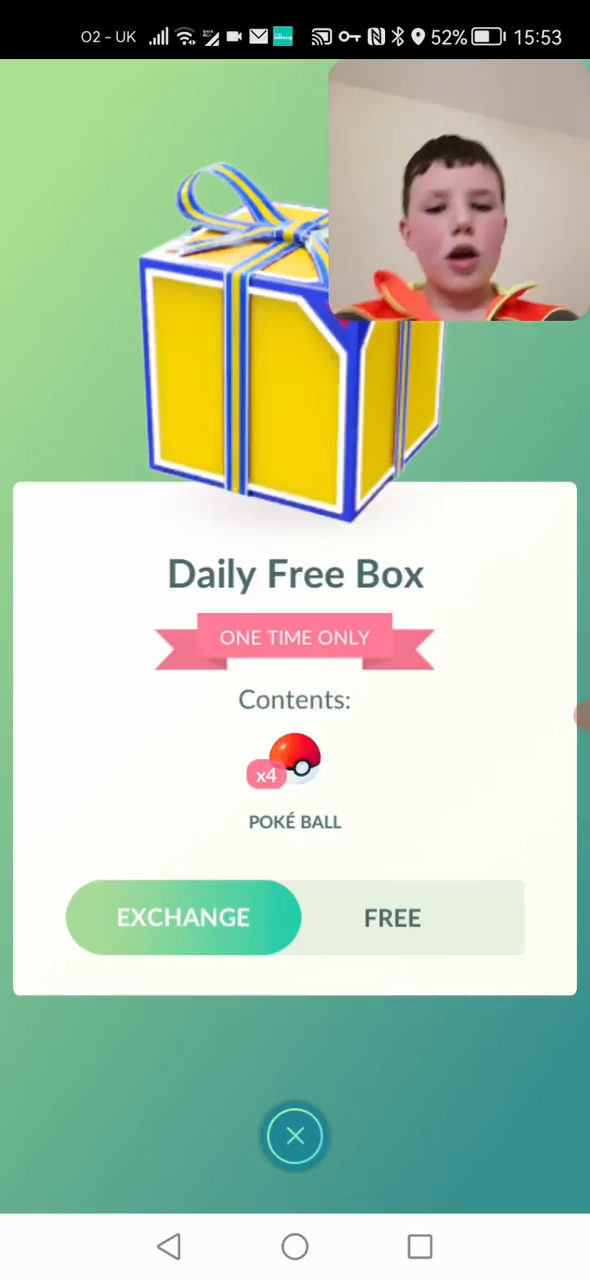 O2 - UK 52% 15:53
Daily Free Box
ONE TIME ONLY
Contents:
x4
POKÉ BALL
EXCHANGE FREE